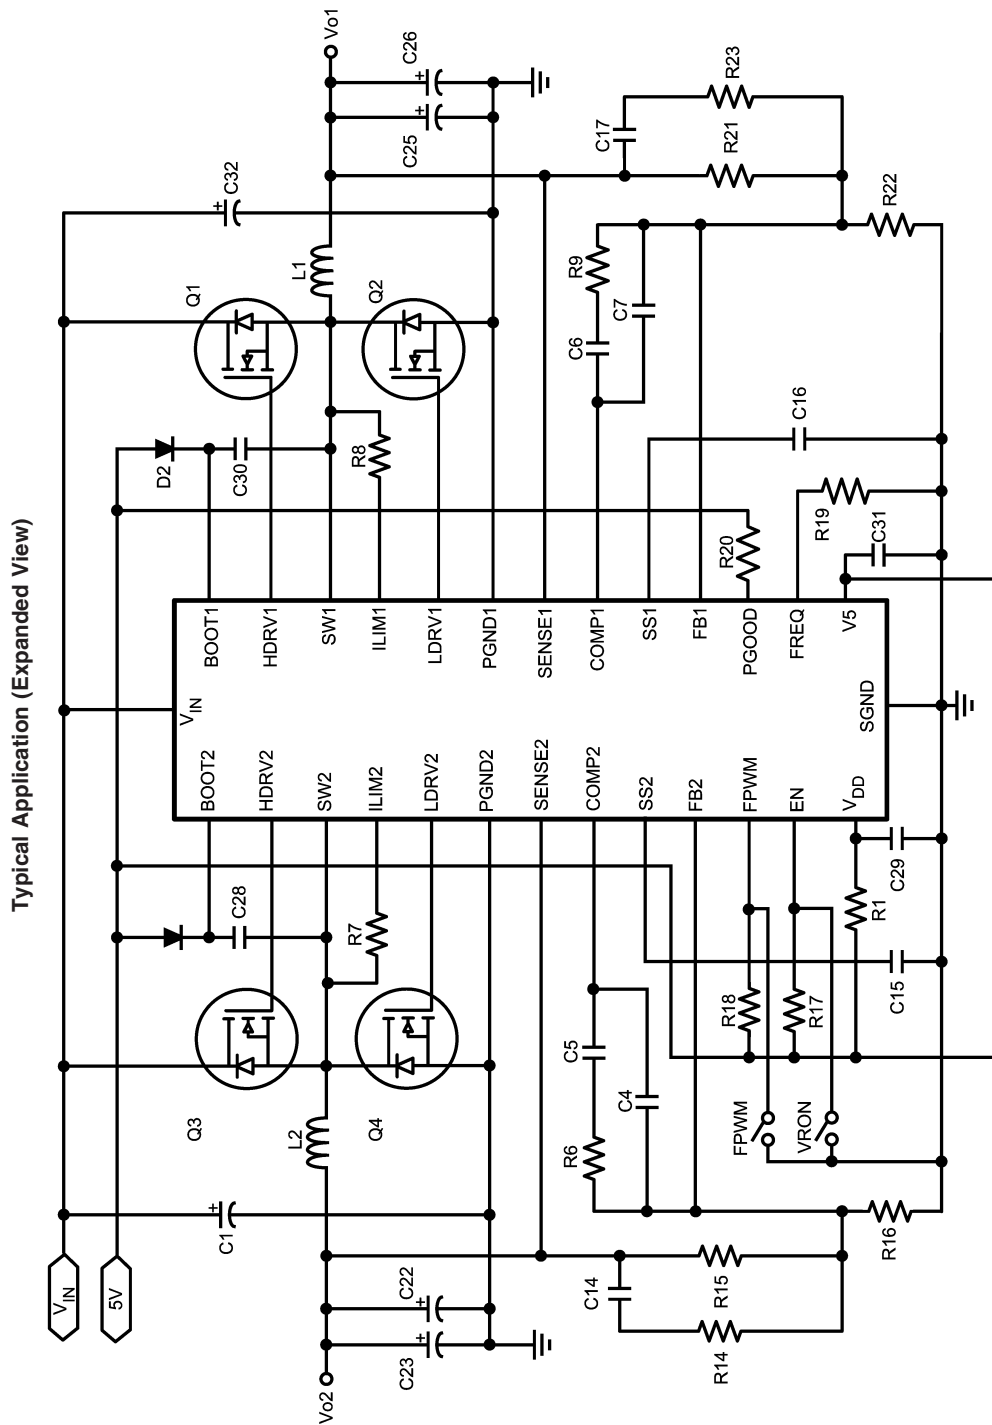 Typical Application (Expanded View)
VIN
5V
C1
Q3
C28
D2
Q1
C32
Vo2
C23
C22
L2
Q4
R7
C30
R8
L1
Q2
C25
C26
Vo1
VIN
BOOT2
HDRV2
SW2
ILIM2
LDRV2
PGND2
SENSE2
COMP2
SS2
FB2
FPWM
EN
VDD
SGND
BOOT1
HDRV1
SW1
ILIM1
LDRV1
PGND1
SENSE1
COMP1
SS1
FB1
PGOOD
FREQ
V5
C14
R14
R15
R6
C5
C4
R16
FPWM
VRON
R18
R17
R1
C15
C29
R20
R19
C31
C16
C6
R9
C7
C17
R21
R23
R22